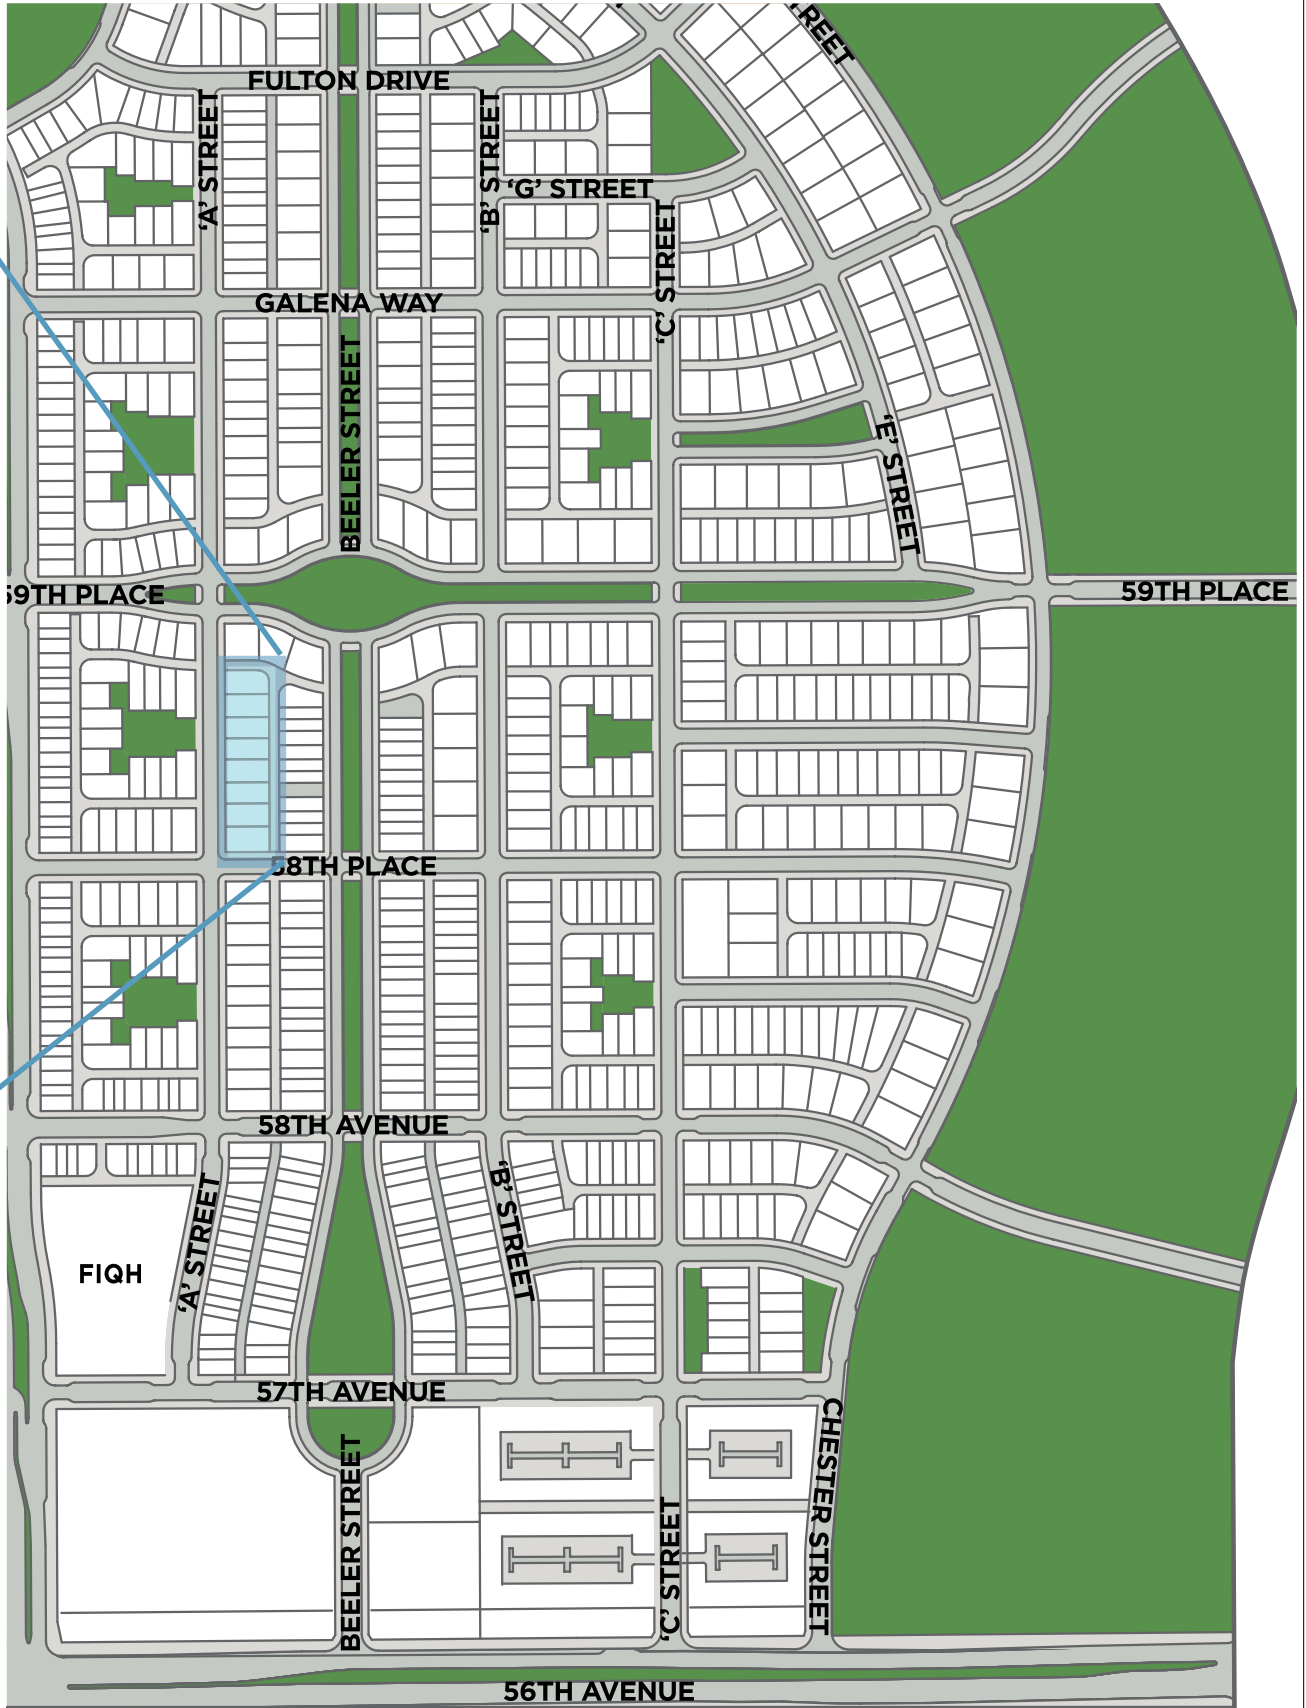 TREET
FULTON DRIVE
'A' STREET
'B' STREET
'G' STREET
'C' STREET
GALENA WAY
BEELER STREET
'E' STREET
59TH PLACE
59TH PLACE
58TH PLACE
58TH AVENUE
'A' STREET
'B' STREET
FIQH
57TH AVENUE
BEELER STREET
'C' STREET
CHESTER STREET
56TH AVENUE